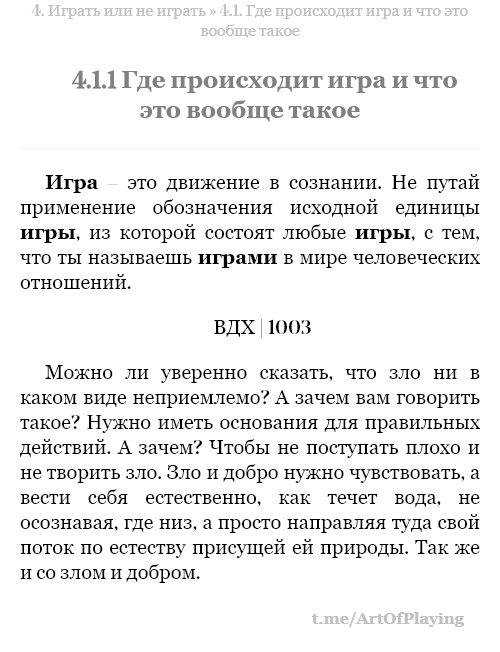 4. Играть или не играть » 4.1. Где происходит игра и что это
вообще такое
4.1.1 Где происходит игра и что
это вообще такое
Игра – это движение в сознании. Не путай
применение обозначения исходной единицы
игры, из которой состоят любые игры, с тем,
что ты называешь играми в мире человеческих
отношений.
ВДХ | 1003
Можно ли уверенно сказать, что зло ни в
каком виде неприемлемо? А зачем вам говорить
такое? Нужно иметь основания для правильных
действий. А зачем? Чтобы не поступать плохо и
не творить зло. Зло и добро нужно чувствовать, а
вести себя естественно, как течет вода, не
осознавая, где низ, а просто направляя туда свой
поток по естеству присущей ей природы. Так же
и со злом и добром.
t.me/ArtOfPlaying